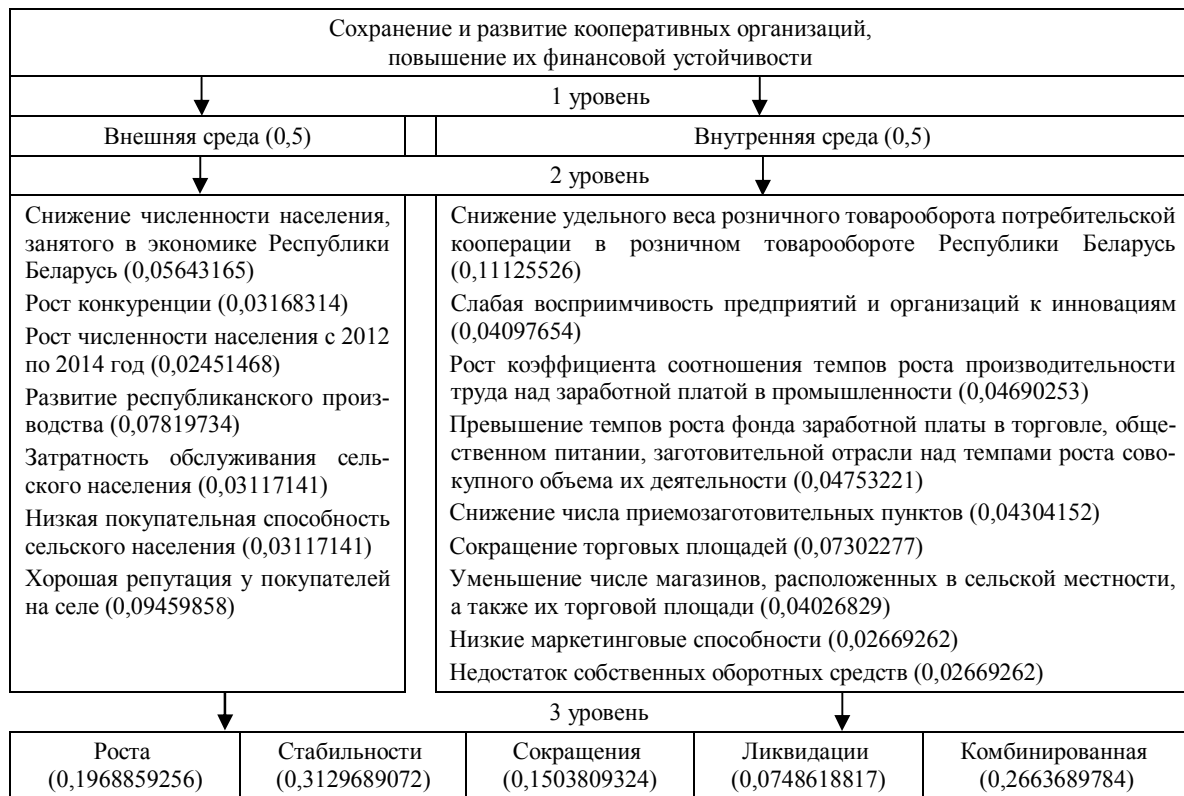 Сохранение и развитие кооперативных организаций,
повышение их финансовой устойчивости
1 уровень
Внешняя среда (0,5)
Внутренняя среда (0,5)
2 уровень
Снижение численности населения,
занятого в экономике Республики
Беларусь (0,05643165)
Рост конкуренции (0,03168314)
Рост численности населения с 2012
по 2014 год (0,02451468)
Развитие республиканского произ-
водства (0,07819734)
Затратность обслуживания сель-
ского населения (0,03117141)
Низкая покупательная способность
сельского населения (0,03117141)
Хорошая репутация у покупателей
на селе (0,09459858)
Снижение удельного веса розничного товарооборота потребительской
кооперации в розничном товарообороте Республики Беларусь
(0,11125526)
Слабая восприимчивость предприятий и организаций к инновациям
(0,04097654)
Рост коэффициента соотношения темпов роста производительности
труда над заработной платой в промышленности (0,04690253)
Превышение темпов роста фонда заработной платы в торговле, обще-
ственном питании, заготовительной отрасли над темпами роста сово-
купного объема их деятельности (0,04753221)
Снижение числа приемозаготовительных пунктов (0,04304152)
Сокращение торговых площадей (0,07302277)
Уменьшение числе магазинов, расположенных в сельской местности,
а также их торговой площади (0,04026829)
Низкие маркетинговые способности (0,02669262)
Недостаток собственных оборотных средств (0,02669262)
3 уровень
Роста
(0,1968859256)
Стабильности
(0,3129689072)
Сокращения
(0,1503809324)
Ликвидации
(0,0748618817)
Комбинированная
(0,2663689784)